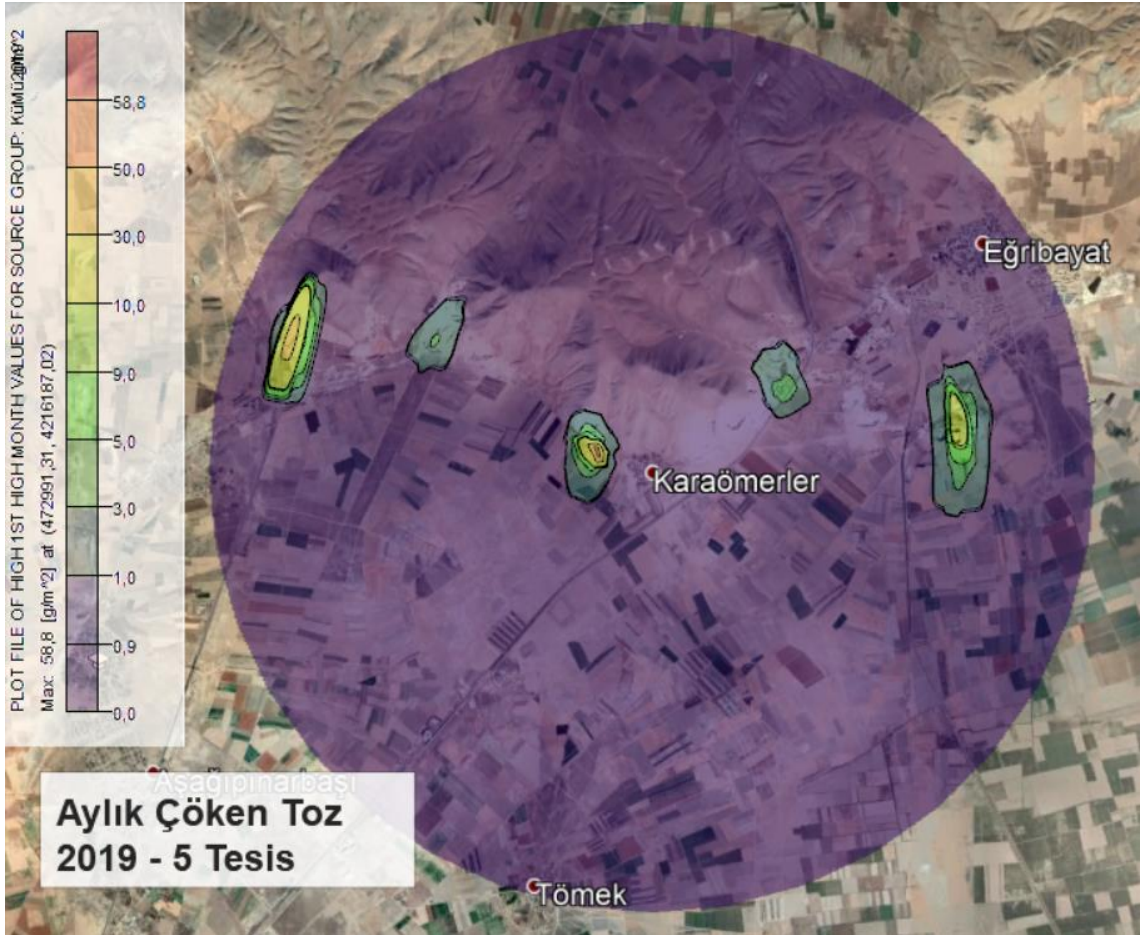 PLOT FILE OF HIGH 1ST HIGH MONTH VALUES FOR SOURCE GROUP:
Max: 58,8 [g/m^2] at (472991,31, 4216187,02)
58,8
50,0
30,0
10,0
9,0
5,0
3,0
1,0
0,9
0,0
Eğribayat
Karaömerler
Aşağıpınarbaşı
Aylık Çöken Toz
2019 - 5 Tesis
Tömek